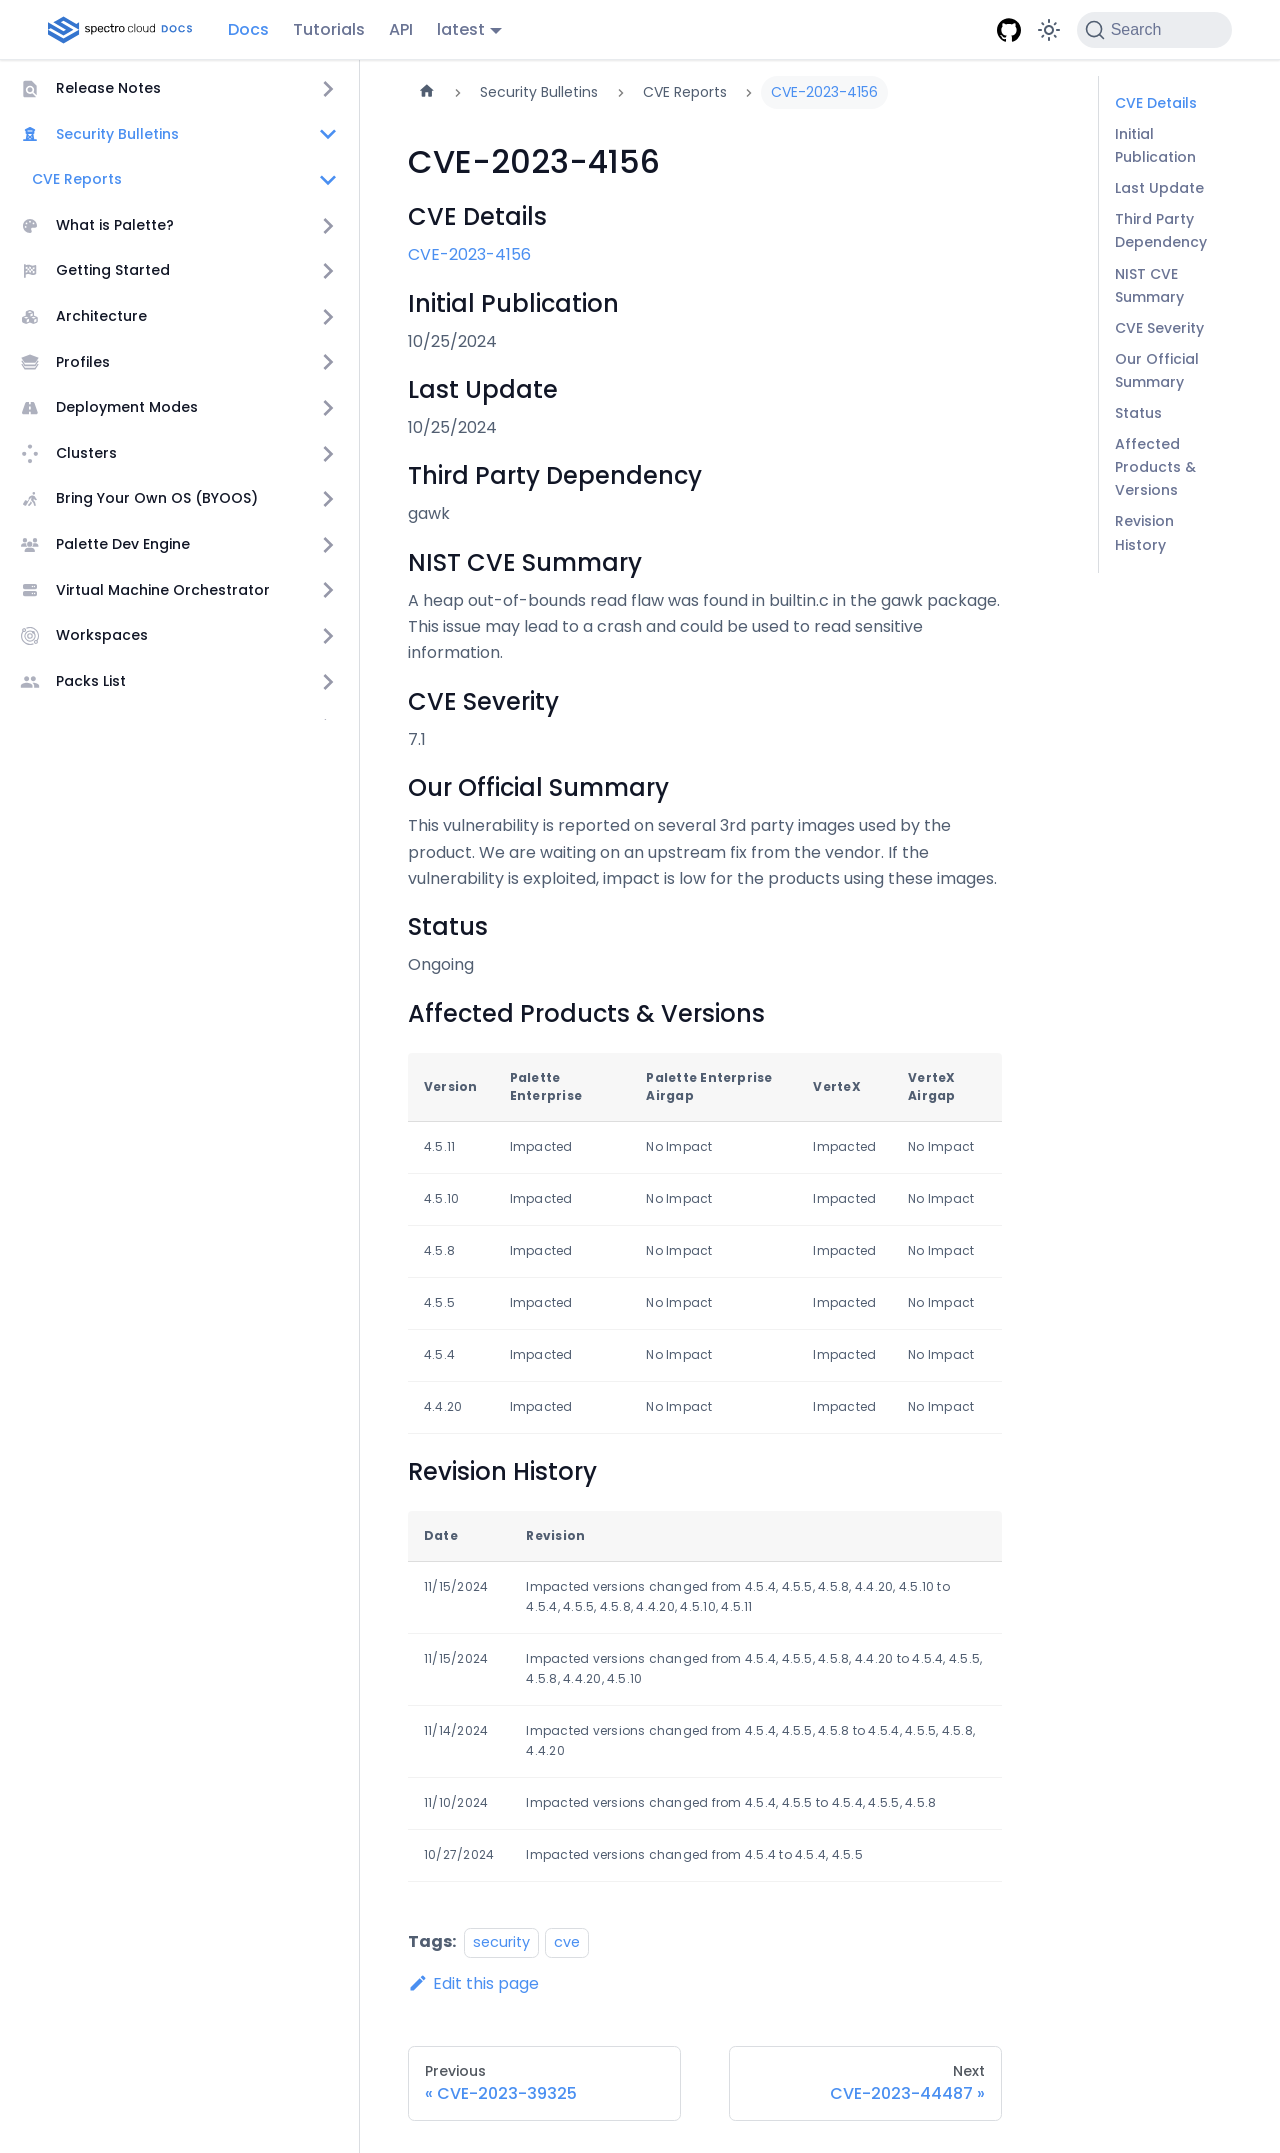 spectro cloud DOCS
Docs
Tutorials
API
latest
Search
Release Notes
Security Bulletins
CVE Reports
What is Palette?
Getting Started
Architecture
Profiles
Deployment Modes
Clusters
Bring Your Own OS (BYOOS)
Palette Dev Engine
Virtual Machine Orchestrator
Workspaces
Packs List
Security Bulletins
CVE Reports
CVE-2023-4156
CVE-2023-4156
CVE Details
CVE-2023-4156
Initial Publication
10/25/2024
Last Update
10/25/2024
Third Party Dependency
gawk
NIST CVE Summary
A heap out-of-bounds read flaw was found in builtin.c in the gawk package.
This issue may lead to a crash and could be used to read sensitive
information.
CVE Severity
7.1
Our Official Summary
This vulnerability is reported on several 3rd party images used by the
product. We are waiting on an upstream fix from the vendor. If the
vulnerability is exploited, impact is low for the products using these images.
Status
Ongoing
Affected Products & Versions
Version Palette Enterprise Palette Enterprise Airgap VerteX VerteX Airgap
4.5.11 Impacted No Impact Impacted No Impact
4.5.10 Impacted No Impact Impacted No Impact
4.5.8 Impacted No Impact Impacted No Impact
4.5.5 Impacted No Impact Impacted No Impact
4.5.4 Impacted No Impact Impacted No Impact
4.4.20 Impacted No Impact Impacted No Impact
Revision History
Date Revision
11/15/2024 Impacted versions changed from 4.5.4, 4.5.5, 4.5.8, 4.4.20, 4.5.10 to
4.5.4, 4.5.5, 4.5.8, 4.4.20, 4.5.10, 4.5.11
11/15/2024 Impacted versions changed from 4.5.4, 4.5.5, 4.5.8, 4.4.20 to 4.5.4, 4.5.5,
4.5.8, 4.4.20, 4.5.10
11/14/2024 Impacted versions changed from 4.5.4, 4.5.5, 4.5.8 to 4.5.4, 4.5.5, 4.5.8,
4.4.20
11/10/2024 Impacted versions changed from 4.5.4, 4.5.5 to 4.5.4, 4.5.5, 4.5.8
10/27/2024 Impacted versions changed from 4.5.4 to 4.5.4, 4.5.5
Tags: security cve
Edit this page
Previous
« CVE-2023-39325
Next
CVE-2023-44487 »
CVE Details
Initial
Publication
Last Update
Third Party
Dependency
NIST CVE
Summary
CVE Severity
Our Official
Summary
Status
Affected
Products &
Versions
Revision
History